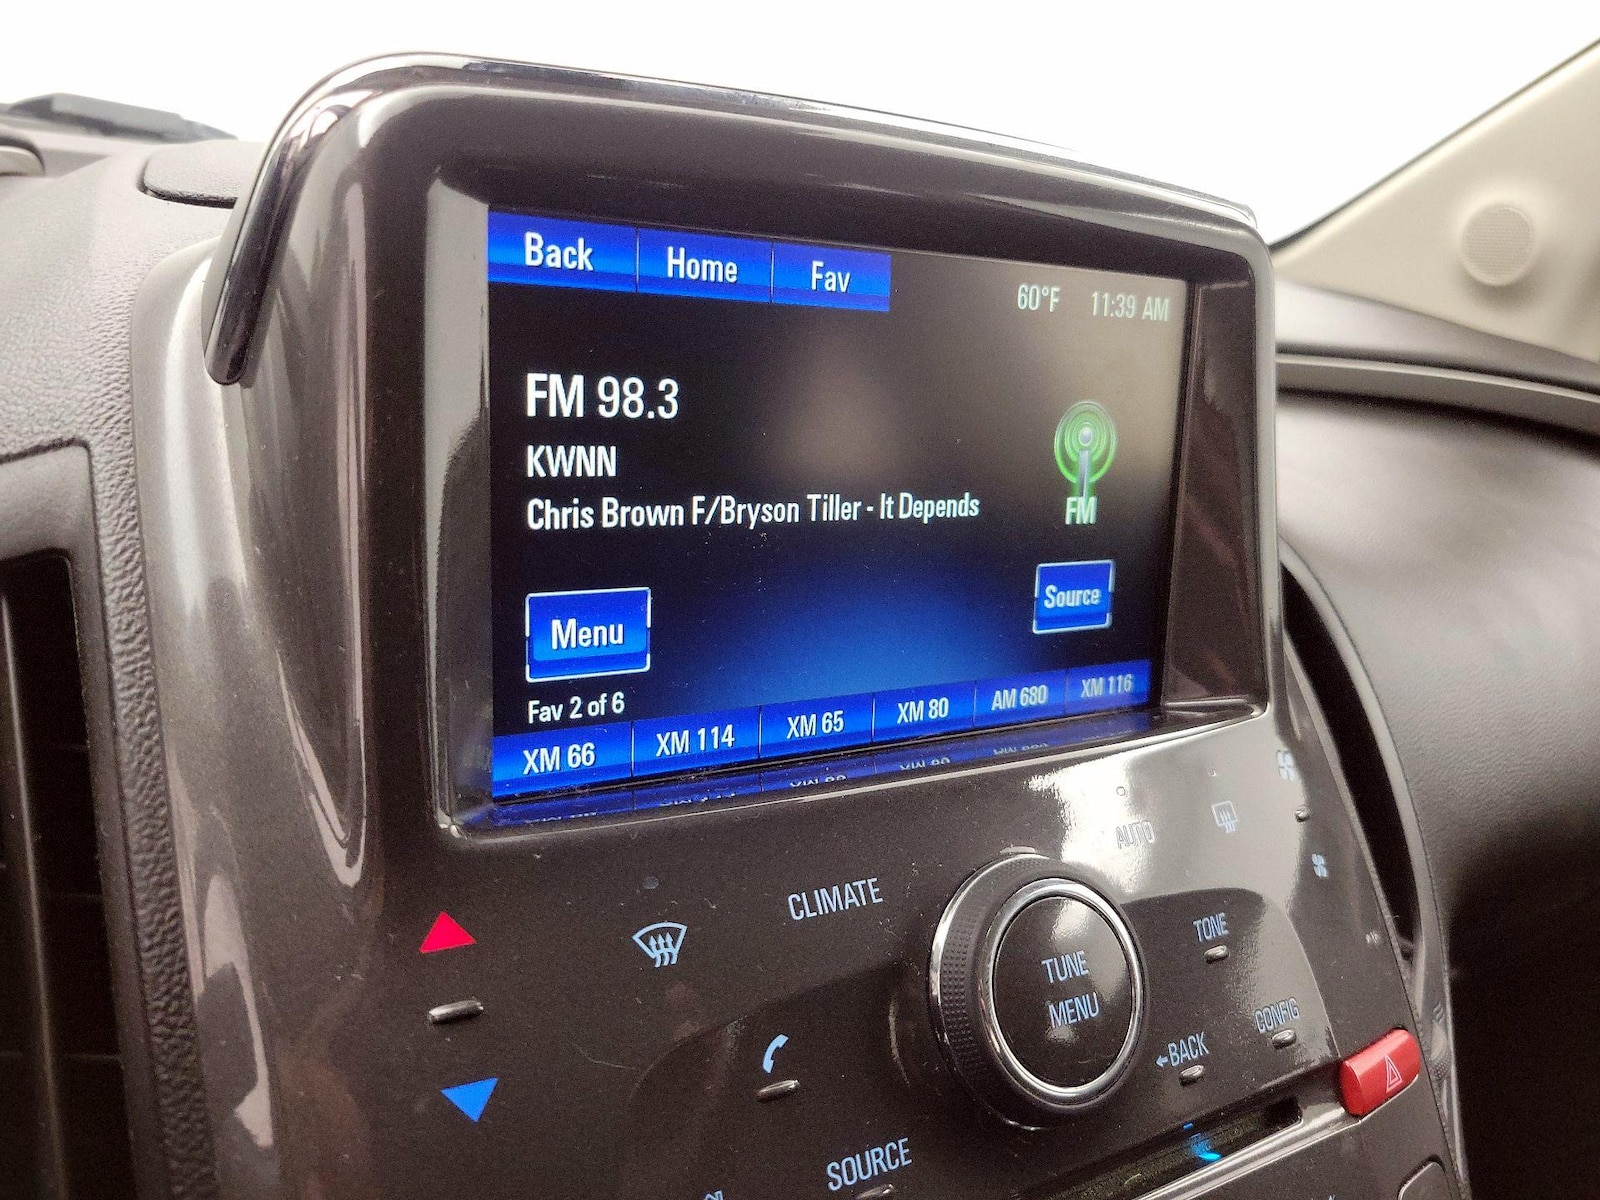 Back Home Fav
60°F 11:39 AM
FM 98.3
KWNN
Chris Brown F/Bryson Tiller - It Depends
FM
Menu
Source
Fav 2 of 6
XM 66 XM 114 XM 65 XM 80 AM 680 XM 116
AUTO
CLIMATE
TUNE
MENU
TONE
CONFIG
←BACK
SOURCE